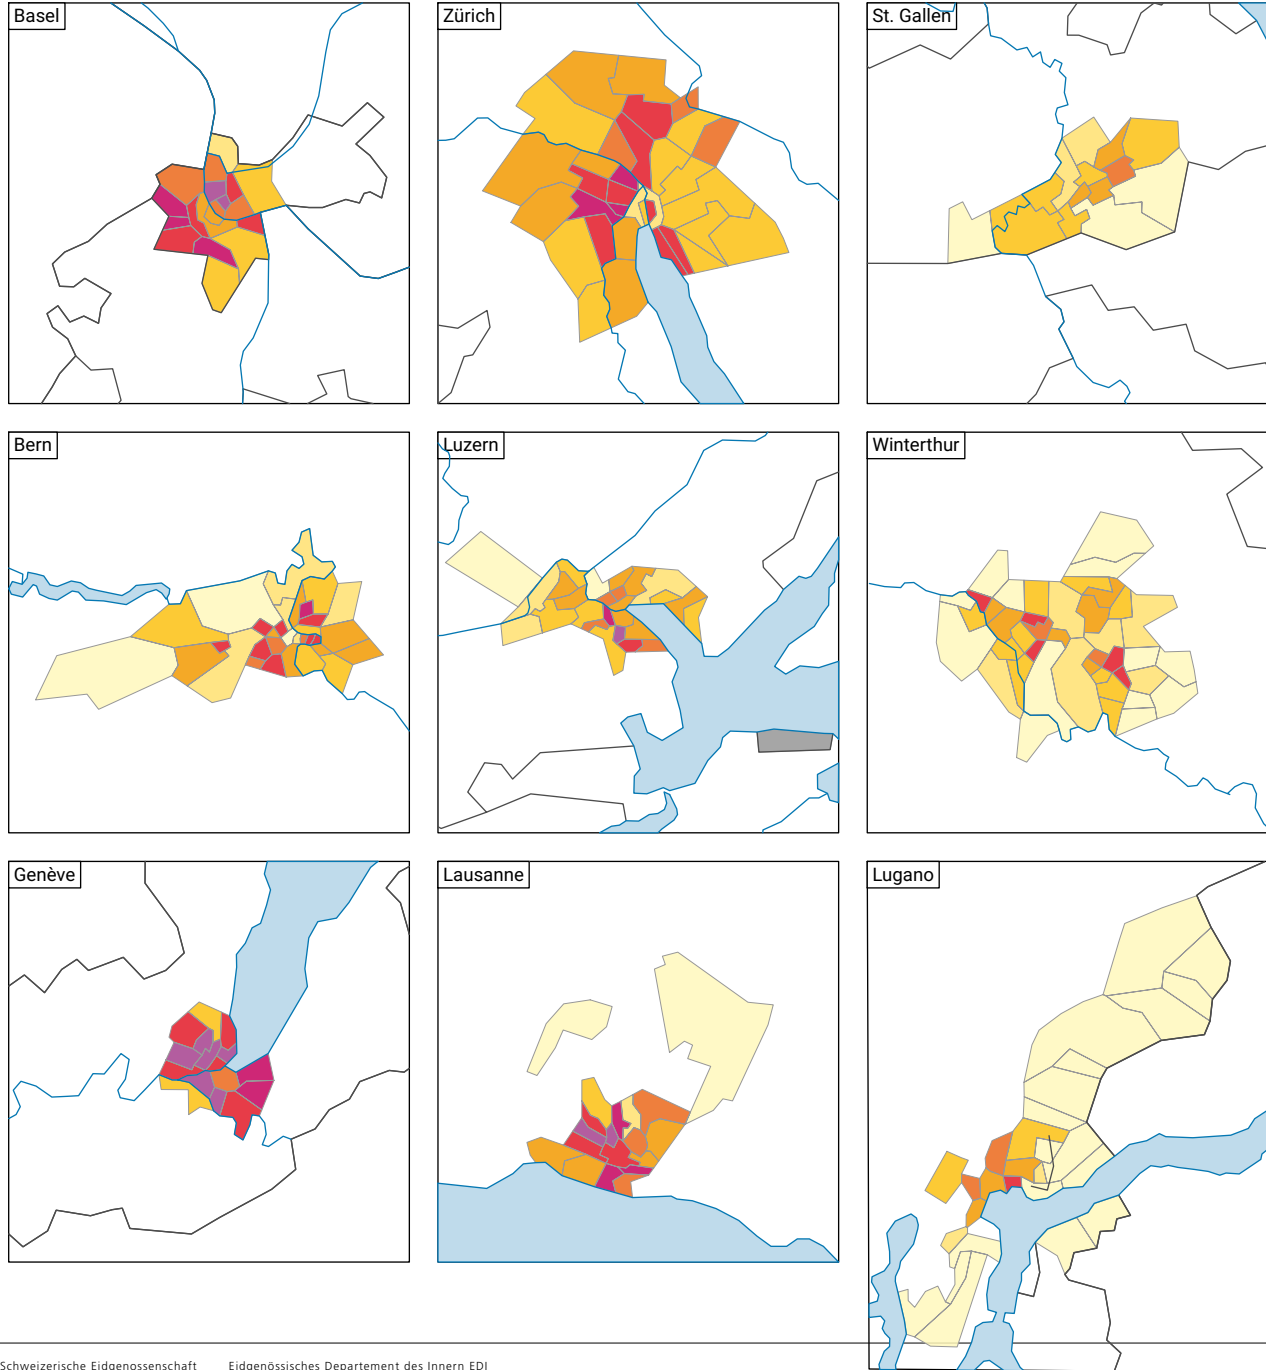 Basel
Zürich
St. Gallen
Bern
Luzern
Winterthur
Genève
Lausanne
Lugano
Schweizerische Eidgenossenschaft Eidgenössisches Departement des Innern EDI